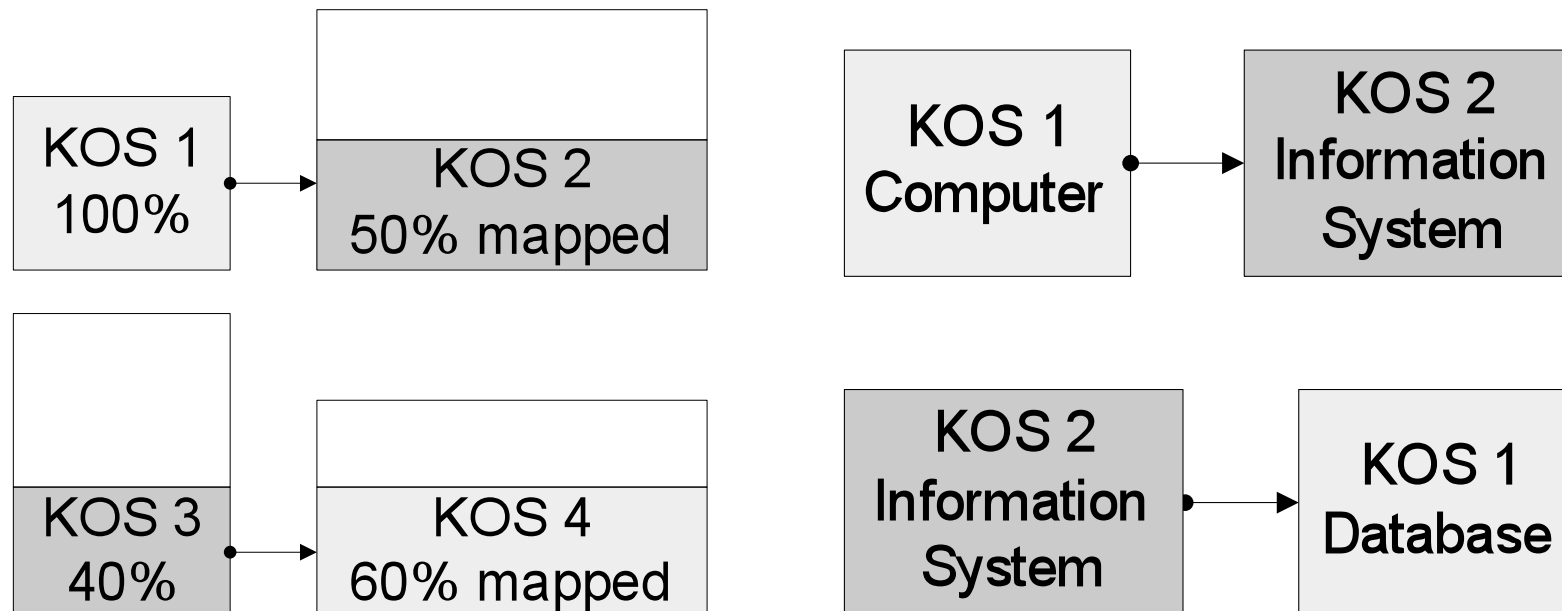 KOS 1
100%
KOS 2
50% mapped
KOS 3
40%
KOS 4
60% mapped
KOS 1
Computer
KOS 2
Information
System
KOS 2
Information
System
KOS 1
Database